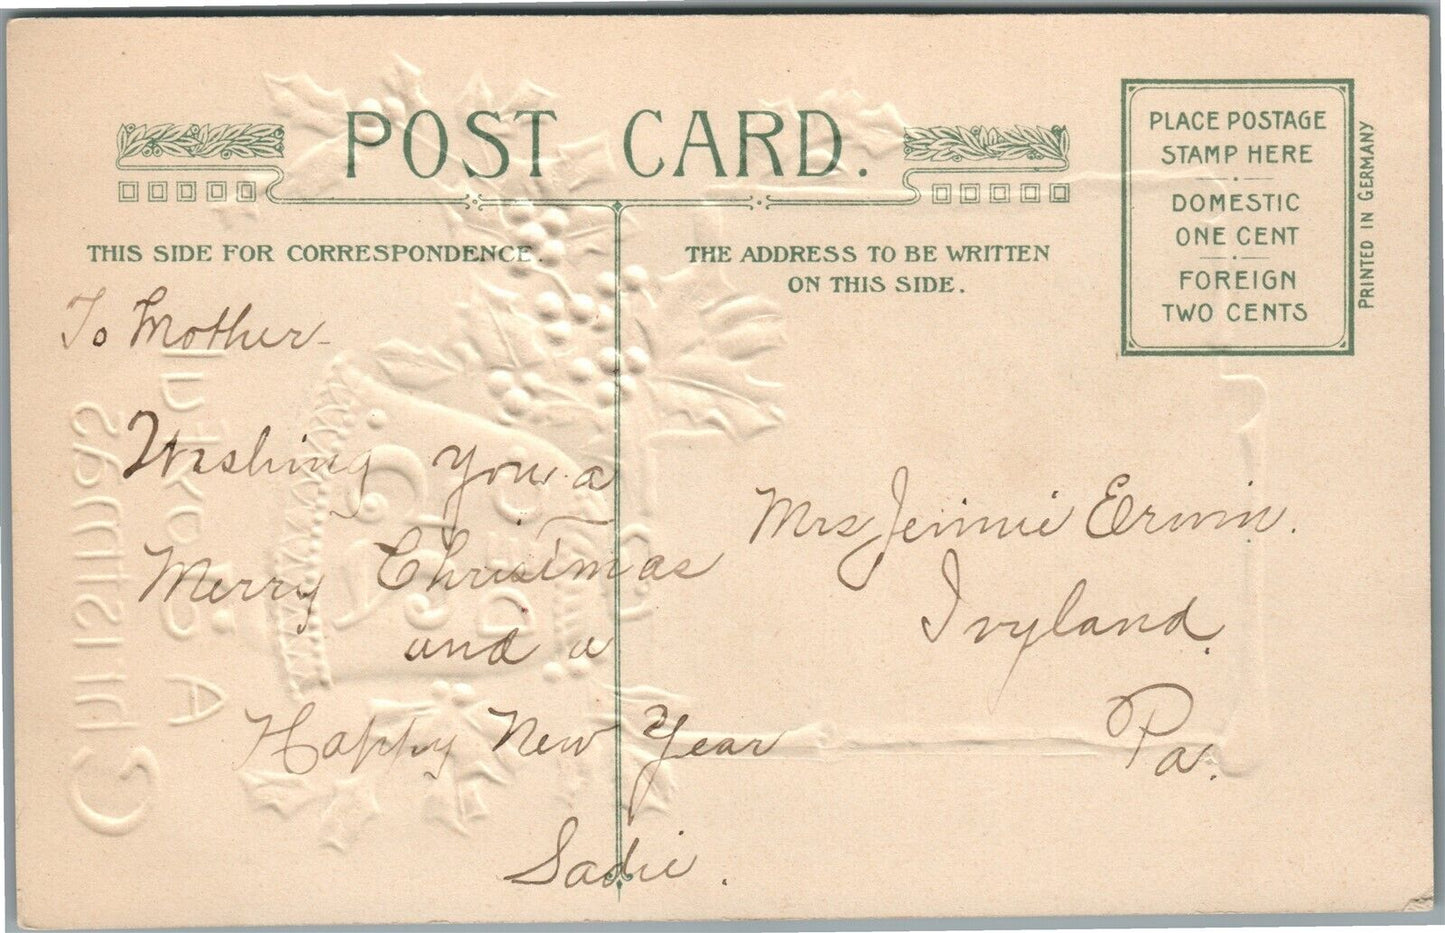 POST CARD.
THIS SIDE FOR CORRESPONDENCE.
THE ADDRESS TO BE WRITTEN
ON THIS SIDE.
PLACE POSTAGE
STAMP HERE
DOMESTIC
ONE CENT
FOREIGN
TWO CENTS
PRINTED IN GERMANY
To Mother-
Wishing you a
Merry Christmas
and a
Happy New Year
Sadie.
Mrs Jennie Erwin.
Ivyland.
Pa.